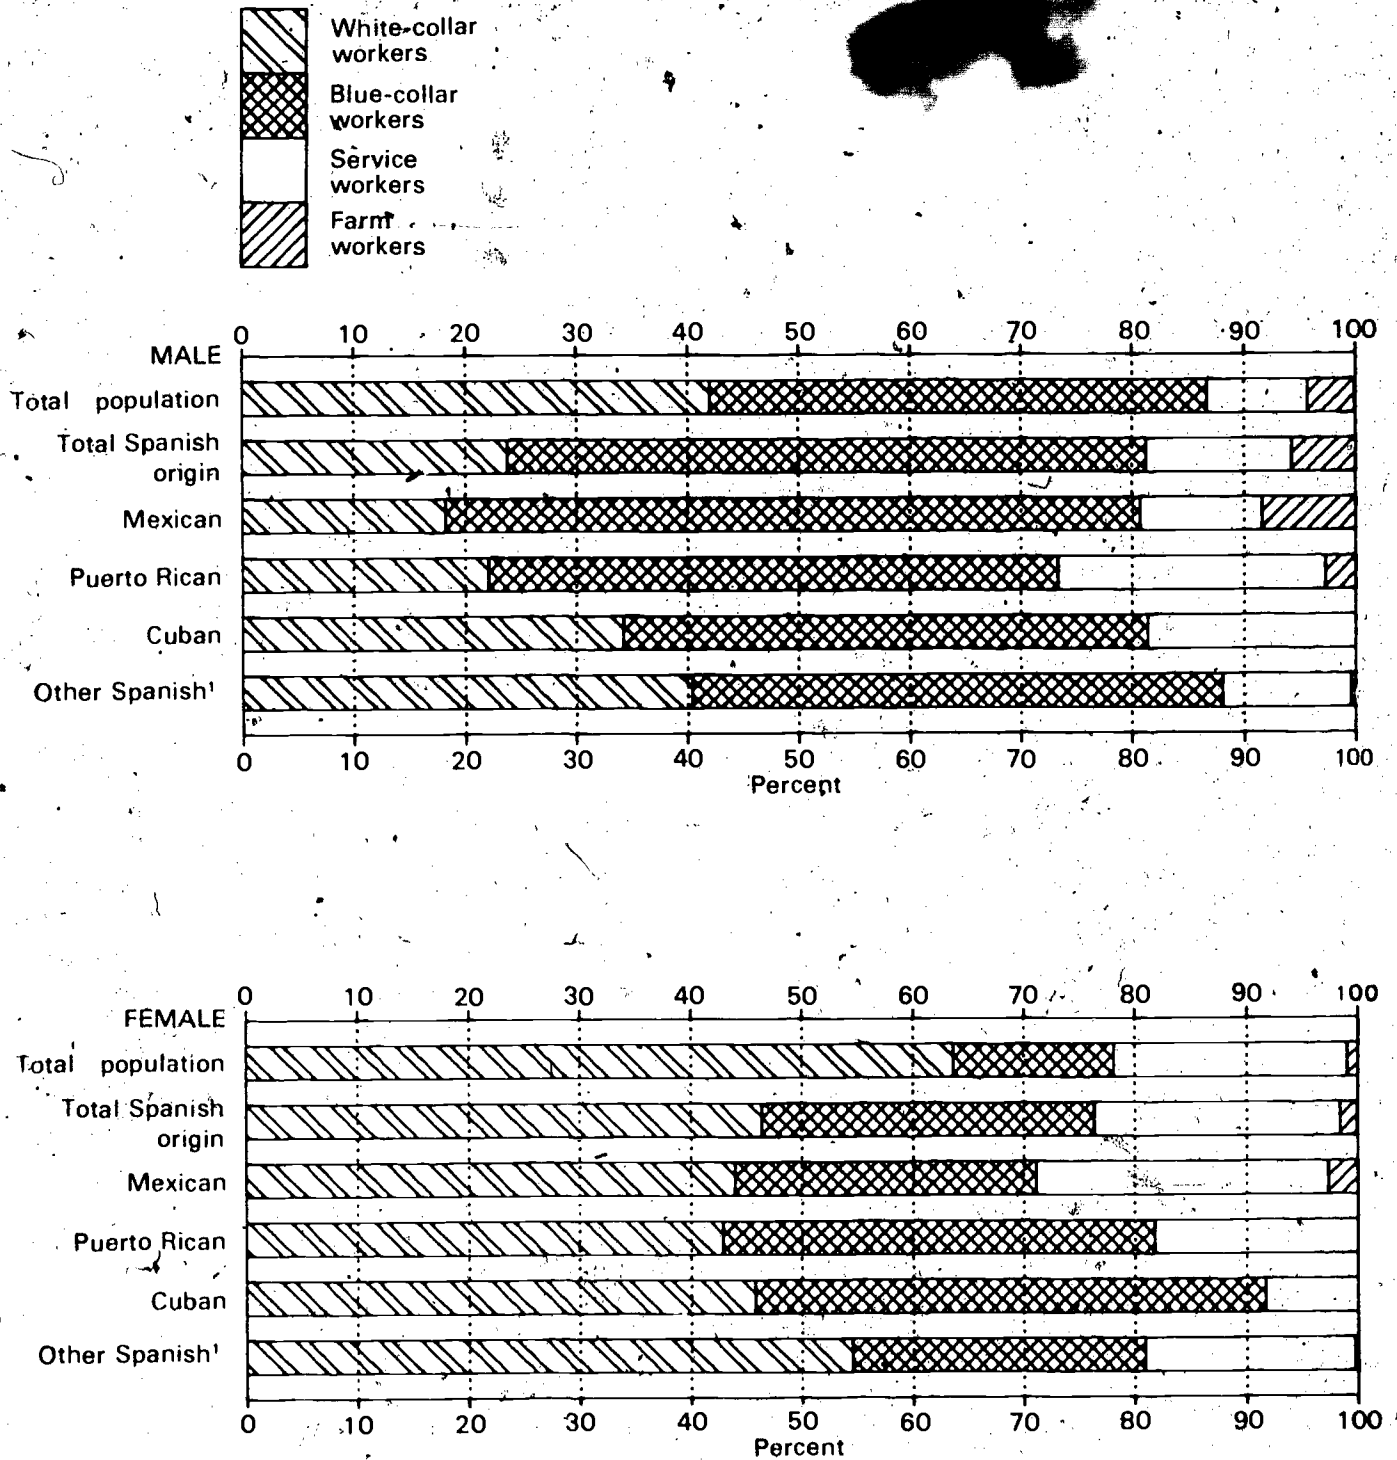 White-collar
workers
Blue-collar
workers
Service
workers
Farm
workers
0 10 20 30 40 50 60 70 80 90 100
MALE
Total population
Total Spanish
origin
Mexican
Puerto Rican
Cuban
Other Spanish¹
0 10 20 30 40 50 60 70 80 90 100
Percent
0 10 20 30 40 50 60 70 80 90 100
FEMALE
Total population
Total Spanish
origin
Mexican
Puerto Rican
Cuban
Other Spanish¹
0 10 20 30 40 50 60 70 80 90 100
Percent